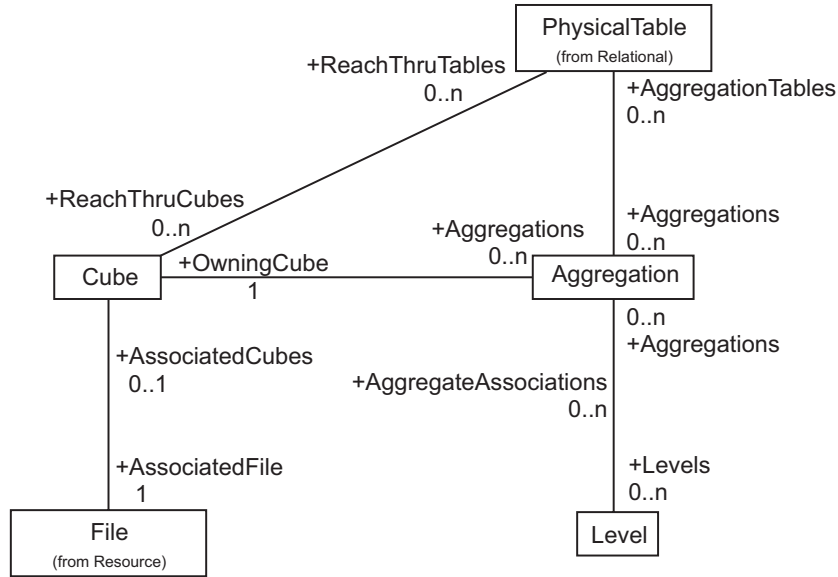 PhysicalTable
(from Relational)
+ReachThruTables
0..n
+AggregationTables
0..n
+ReachThruCubes
0..n
+Aggregations
0..n
+Aggregations
0..n
Cube
+OwningCube
1
Aggregation
0..n
+Aggregations
+AssociatedCubes
0..1
+AggregateAssociations
0..n
+AssociatedFile
1
+Levels
0..n
File
(from Resource)
Level